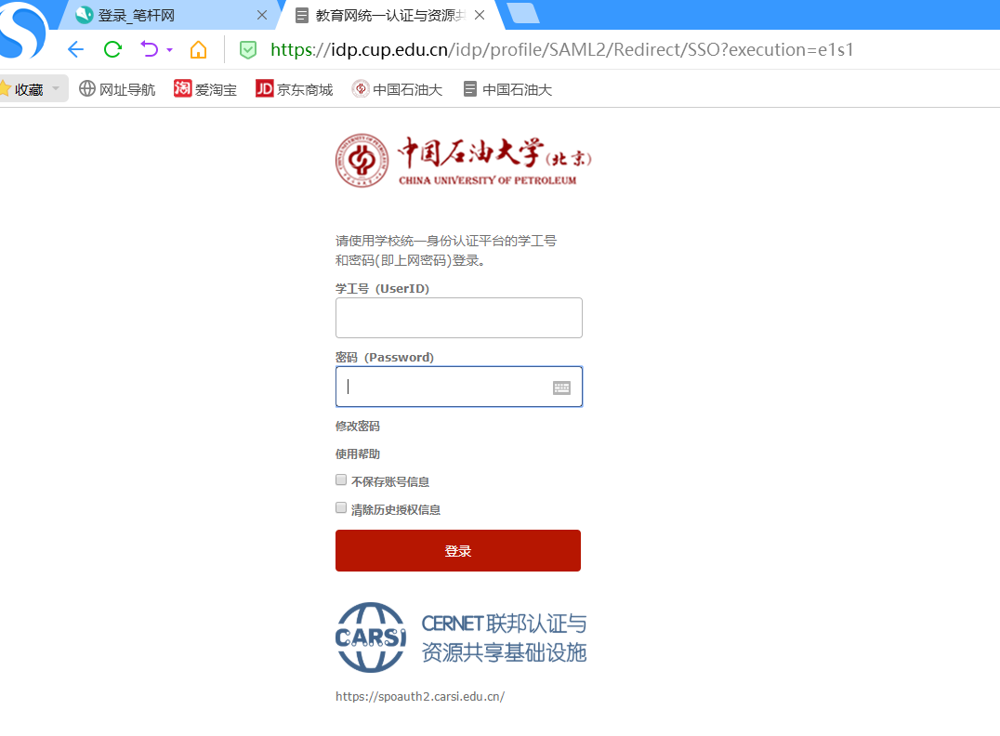 登录_笔杆网
教育网统一认证与资源共
https://idp.cup.edu.cn/idp/profile/SAML2/Redirect/SSO?execution=e1s1
收藏 网址导航 淘 爱淘宝 JD 京东商城 中国石油大 中国石油大
中国石油大学(北京)
CHINA UNIVERSITY OF PETROLEUM
请使用学校统一身份认证平台的学工号
和密码(即上网密码)登录。
学工号（UserID）
密码（Password）
修改密码
使用帮助
不保存账号信息
清除历史授权信息
登录
CARSI
CERNET 联邦认证与
资源共享基础设施
https://spoauth2.carsi.edu.cn/